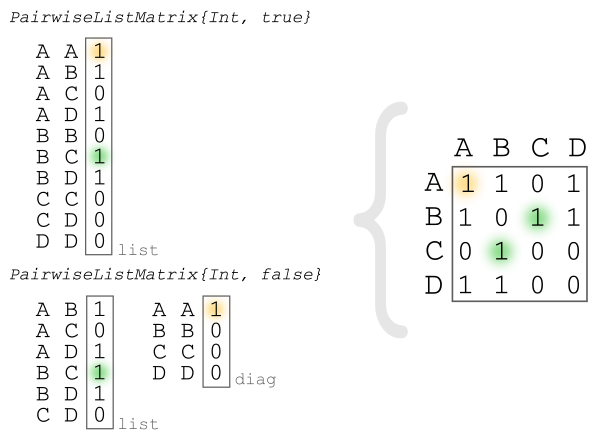 PairwiseListMatrix{Int, true}
A A 1
A B 1
A C 0
A D 1
B B 0
B C 1
B D 1
C C 0
C D 0
D D 0
list
PairwiseListMatrix{Int, false}
A B 1
A C 0
A D 1
B C 1
B D 1
C D 0
list
A A 1
B B 0
C C 0
D D 0
diag
A B C D
A 1 1 0 1
B 1 0 1 1
C 0 1 0 0
D 1 1 0 0